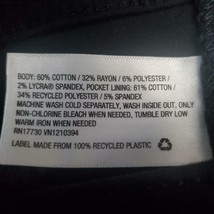 BODY: 60% COTTON / 32% RAYON / 6% POLYESTER /
2% LYCRA® SPANDEX, POCKET LINING: 61% COTTON /
34% POLYESTER / 5% SPANDEX
MACHINE WASH COLD SEPARATELY, WASH INSIDE OUT, ONLY
NON-CHLORINE BLEACH WHEN NEEDED, TUMBLE DRY LOW
WARM IRON WHEN NEEDED
RN17730 VN1210394
LABEL MADE FROM 100% RECYCLED PLASTIC